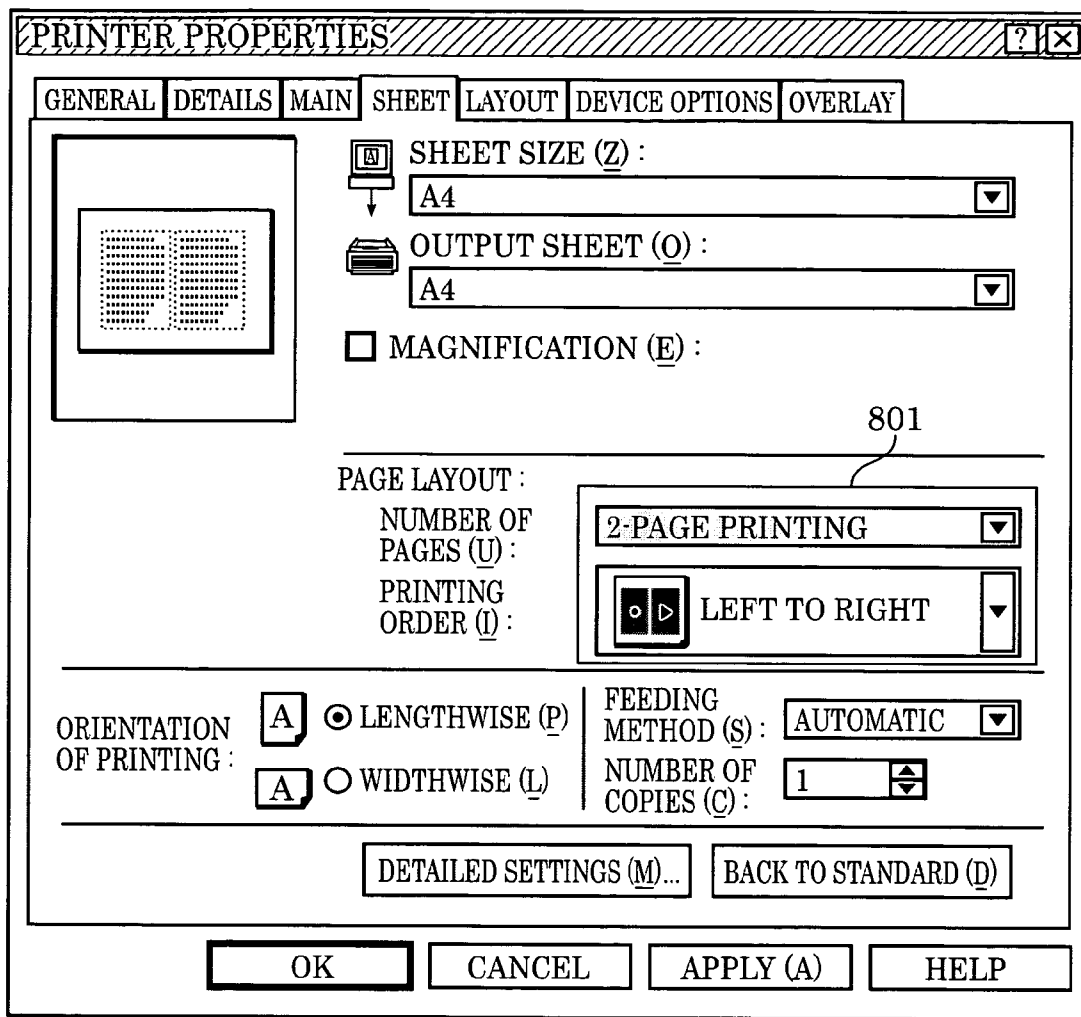 PRINTER PROPERTIES ? X
GENERAL DETAILS MAIN SHEET LAYOUT DEVICE OPTIONS OVERLAY
A SHEET SIZE (Z) :
A4
OUTPUT SHEET (O) :
A4
MAGNIFICATION (E) :
801
PAGE LAYOUT :
NUMBER OF
PAGES (U) :
2-PAGE PRINTING
PRINTING
ORDER (I) :
LEFT TO RIGHT
ORIENTATION
OF PRINTING :
A LENGTHWISE (P)
A WIDTHWISE (L)
FEEDING
METHOD (S) :
AUTOMATIC
NUMBER OF
COPIES (C) :
1
DETAILED SETTINGS (M)... BACK TO STANDARD (D)
OK CANCEL APPLY (A) HELP